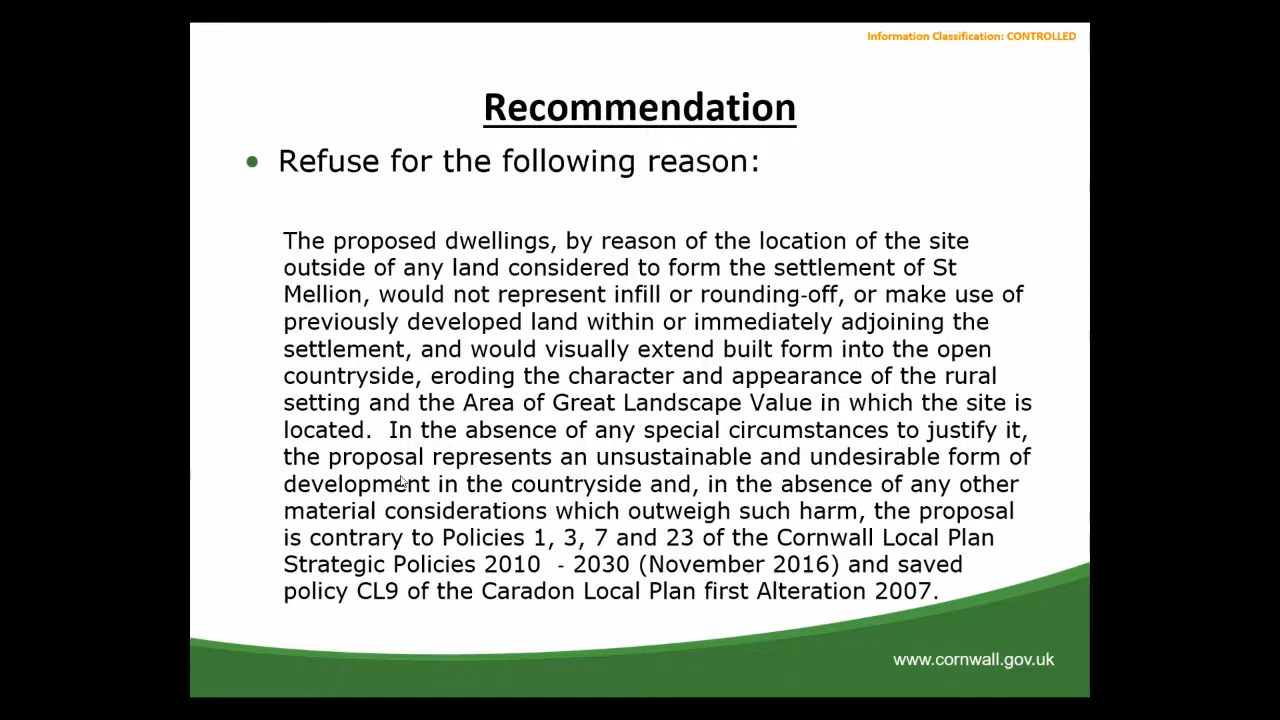 Information Classification: CONTROLLED
Recommendation
• Refuse for the following reason:
The proposed dwellings, by reason of the location of the site
outside of any land considered to form the settlement of St
Mellion, would not represent infill or rounding-off, or make use of
previously developed land within or immediately adjoining the
settlement, and would visually extend built form into the open
countryside, eroding the character and appearance of the rural
setting and the Area of Great Landscape Value in which the site is
located.  In the absence of any special circumstances to justify it,
the proposal represents an unsustainable and undesirable form of
development in the countryside and, in the absence of any other
material considerations which outweigh such harm, the proposal
is contrary to Policies 1, 3, 7 and 23 of the Cornwall Local Plan
Strategic Policies 2010  - 2030 (November 2016) and saved
policy CL9 of the Caradon Local Plan first Alteration 2007.
www.cornwall.gov.uk